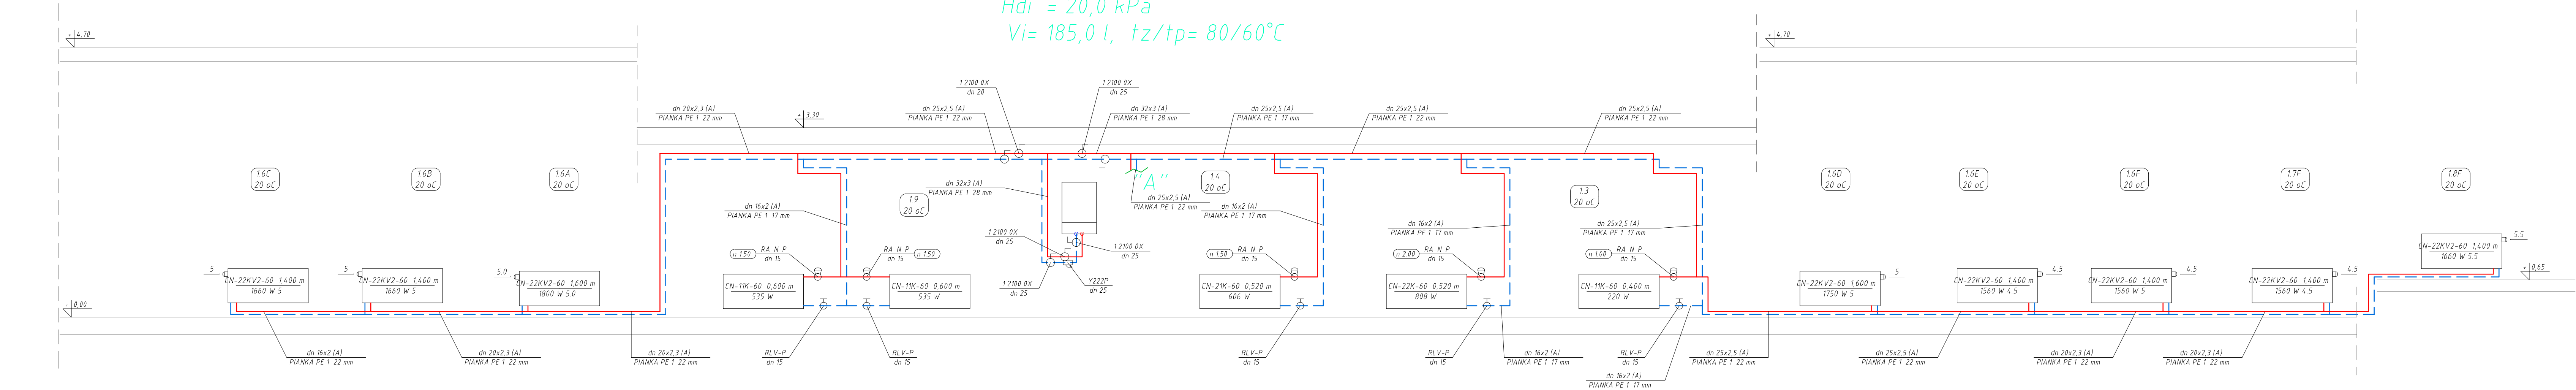 Hdi = 20,0 kPa
Vi= 185,0 l, tz/tp= 80/60°C
+ 4,70
+ 4,70
1 2100 0X
dn 20
1 2100 0X
dn 25
dn 20x2,3 (A)
PIANKA PE 1 22 mm
+ 3,30
dn 25x2,5 (A)
PIANKA PE 1 22 mm
dn 32x3 (A)
PIANKA PE 1 28 mm
dn 25x2,5 (A)
PIANKA PE 1 17 mm
dn 25x2,5 (A)
PIANKA PE 1 22 mm
dn 25x2,5 (A)
PIANKA PE 1 22 mm
1.6C
20 oC
1.6B
20 oC
1.6A
20 oC
1.9
20 oC
dn 32x3 (A)
PIANKA PE 1 28 mm
"A"
1.4
20 oC
1.3
20 oC
1.6D
20 oC
1.6E
20 oC
1.6F
20 oC
1.7F
20 oC
1.8F
20 oC
dn 16x2 (A)
PIANKA PE 1 17 mm
dn 25x2,5 (A)
PIANKA PE 1 22 mm
dn 16x2 (A)
PIANKA PE 1 17 mm
dn 16x2 (A)
PIANKA PE 1 17 mm
dn 25x2,5 (A)
PIANKA PE 1 17 mm
1 2100 0X
dn 25
1 2100 0X
dn 25
n 1.50
RA-N-P
dn 15
RA-N-P
dn 15
n 1.50
n 1.50
RA-N-P
dn 15
n 2.00
RA-N-P
dn 15
n 1.00
RA-N-P
dn 15
5
CN-22KV2-60 1,400 m
1660 W 5
5
CN-22KV2-60 1,400 m
1660 W 5
5.0
CN-22KV2-60 1,600 m
1800 W 5.0
CN-11K-60 0,600 m
535 W
CN-11K-60 0,600 m
535 W
1 2100 0X
dn 25
Y222P
dn 25
CN-21K-60 0,520 m
606 W
CN-22K-60 0,520 m
808 W
CN-11K-60 0,400 m
220 W
CN-22KV2-60 1,600 m
1750 W 5
5
CN-22KV2-60 1,400 m
1560 W 4.5
4.5
CN-22KV2-60 1,400 m
1560 W 4.5
4.5
CN-22KV2-60 1,400 m
1560 W 4.5
4.5
CN-22KV2-60 1,400 m
1660 W 5.5
5.5
+ 0,65
+ 0,00
dn 16x2 (A)
PIANKA PE 1 22 mm
dn 20x2,3 (A)
PIANKA PE 1 22 mm
dn 20x2,3 (A)
PIANKA PE 1 22 mm
RLV-P
dn 15
RLV-P
dn 15
RLV-P
dn 15
RLV-P
dn 15
dn 16x2 (A)
PIANKA PE 1 17 mm
RLV-P
dn 15
dn 25x2,5 (A)
PIANKA PE 1 22 mm
dn 25x2,5 (A)
PIANKA PE 1 22 mm
dn 20x2,3 (A)
PIANKA PE 1 22 mm
dn 20x2,3 (A)
PIANKA PE 1 22 mm
dn 16x2 (A)
PIANKA PE 1 17 mm